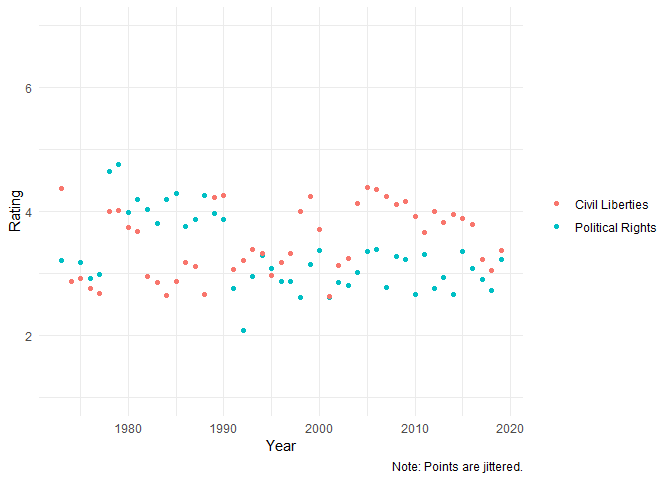 6
4
2
Rating
1980 1990 2000 2010 2020
Year
Civil Liberties
Political Rights
Note: Points are jittered.